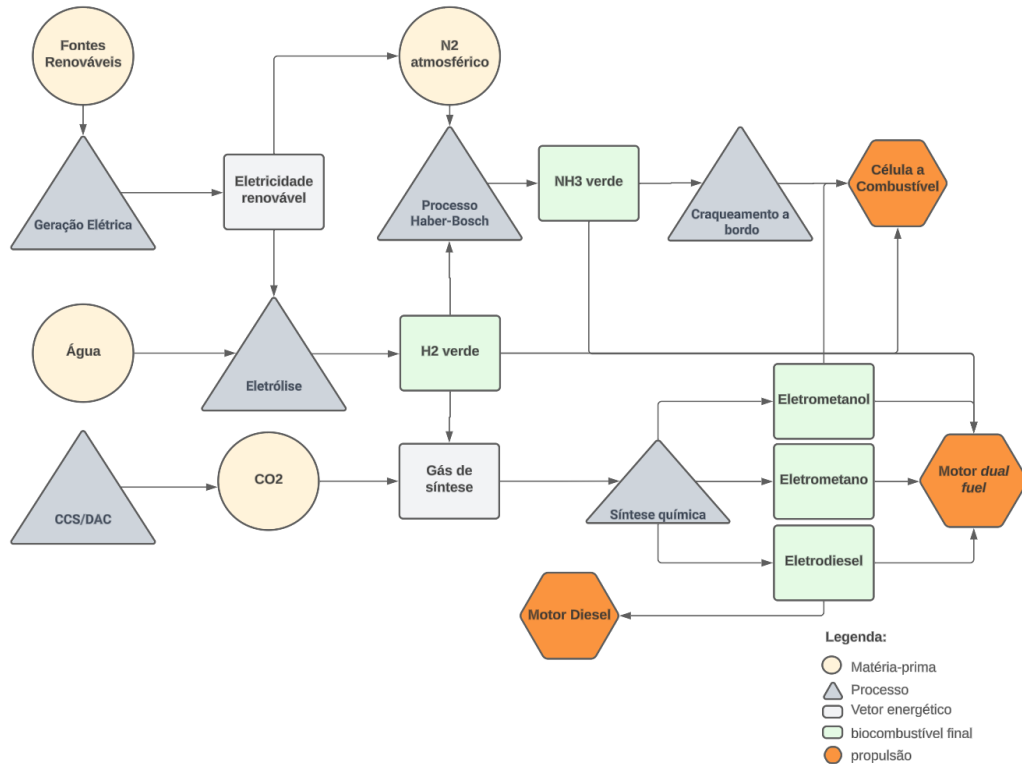 Fontes
Renováveis
N2
atmosférico
Geração Elétrica
Eletricidade
renovável
Processo
Haber-Bosch
NH3 verde
Craqueamento a
bordo
Célula a
Combustível
Água
Eletrólise
H2 verde
Eletrometanol
CCS/DAC
CO2
Gás de
síntese
Síntese química
Eletrometano
Motor dual
fuel
Eletrodiesel
Motor Diesel
Legenda:
Matéria-prima
Processo
Vetor energético
biocombustível final
propulsão